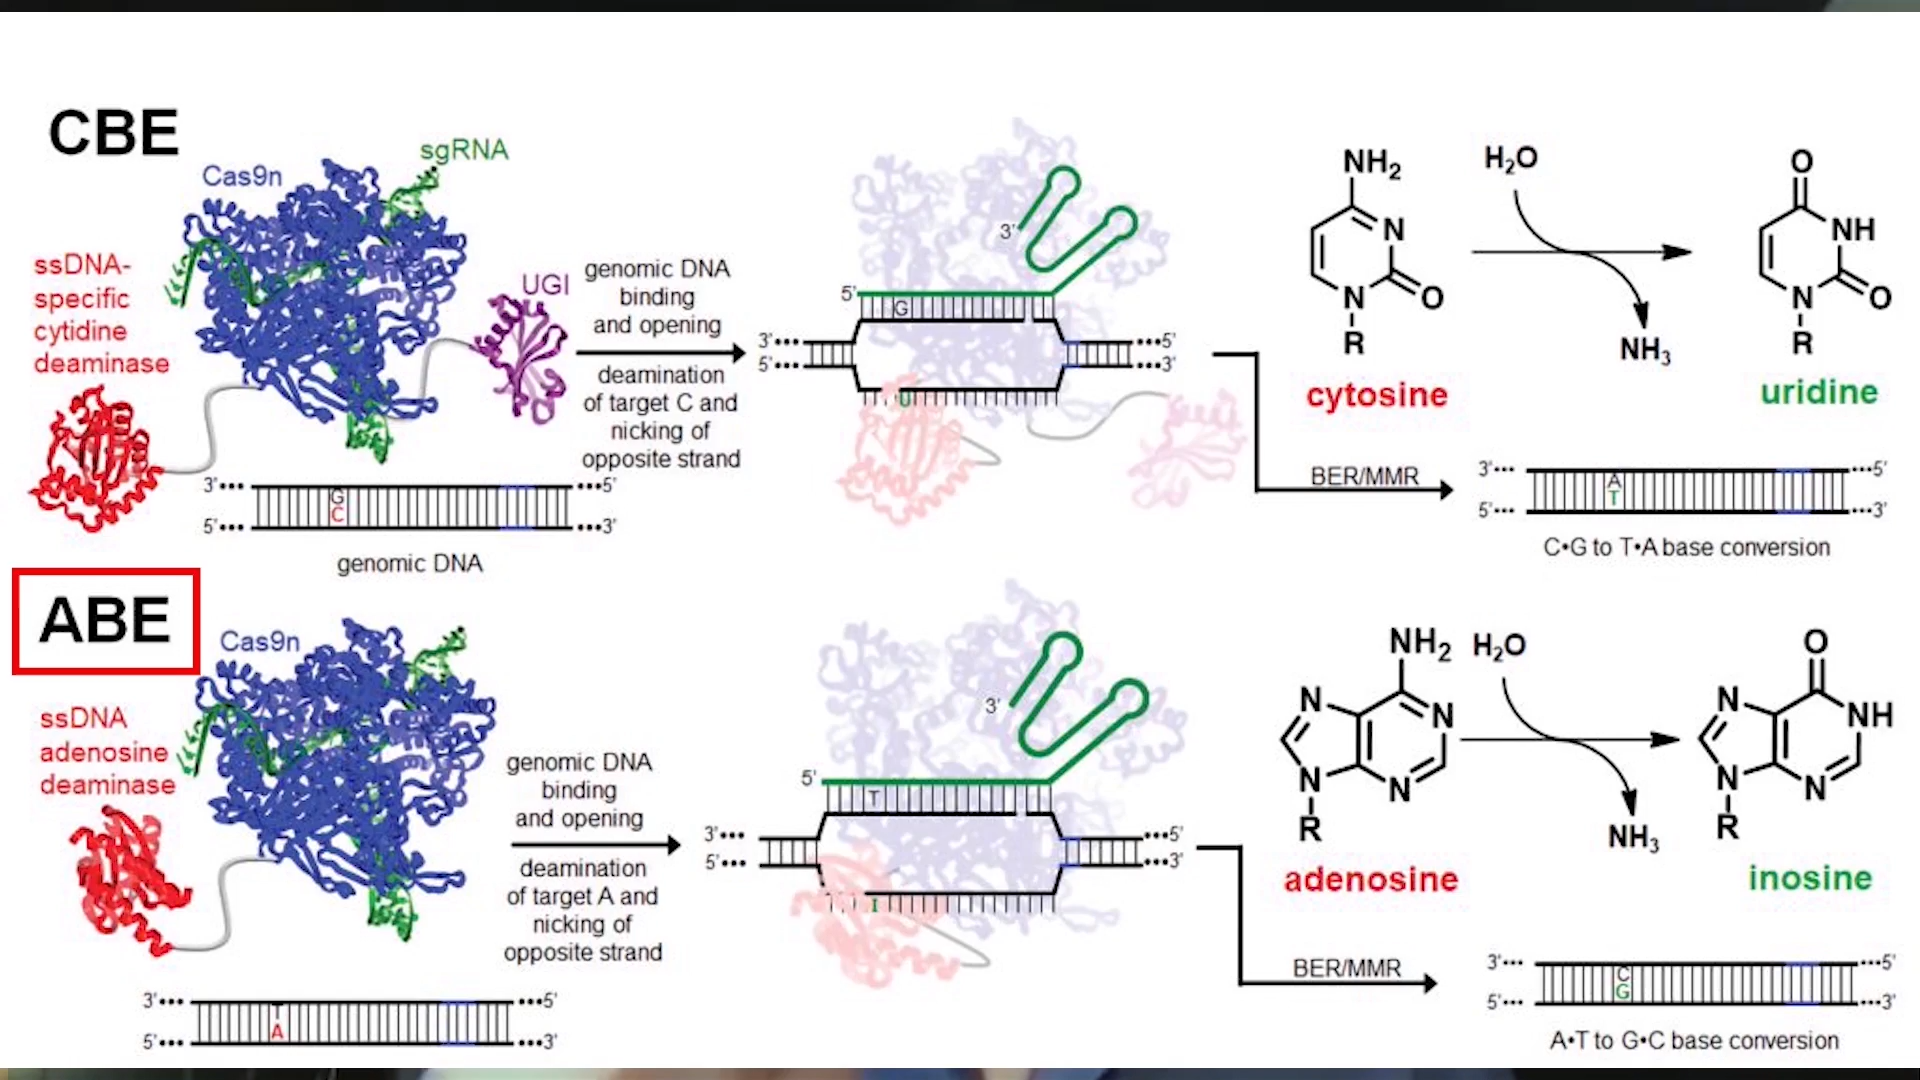 CBE
Cas9n
sgRNA
ssDNA-
specific
cytidine
deaminase
UGI
genomic DNA
binding
and opening
deamination
of target C and
nicking of
opposite strand
3'•••
•••5'
G
C
5'•••
•••3'
genomic DNA
3'
5'
G
3'••••
••••5'
5'••••
•••3'
U
NH2
N
N
O
R
cytosine
H2O
NH3
O
NH
N
O
R
uridine
BER/MMR
3'•••
•••5'
A
T
5'•••
•••3'
C•G to T•A base conversion
ABE
Cas9n
ssDNA
adenosine
deaminase
genomic DNA
binding
and opening
deamination
of target A and
nicking of
opposite strand
3'•••
•••5'
T
A
5'•••
•••3'
3'
5'
T
3'•••
•••5'
5'•••
•••3'
I
NH2
N
N
N
N
R
adenosine
H2O
NH3
O
N
NH
N
N
R
inosine
BER/MMR
3'•••
•••5'
C
G
5'•••
•••3'
A•T to G•C base conversion